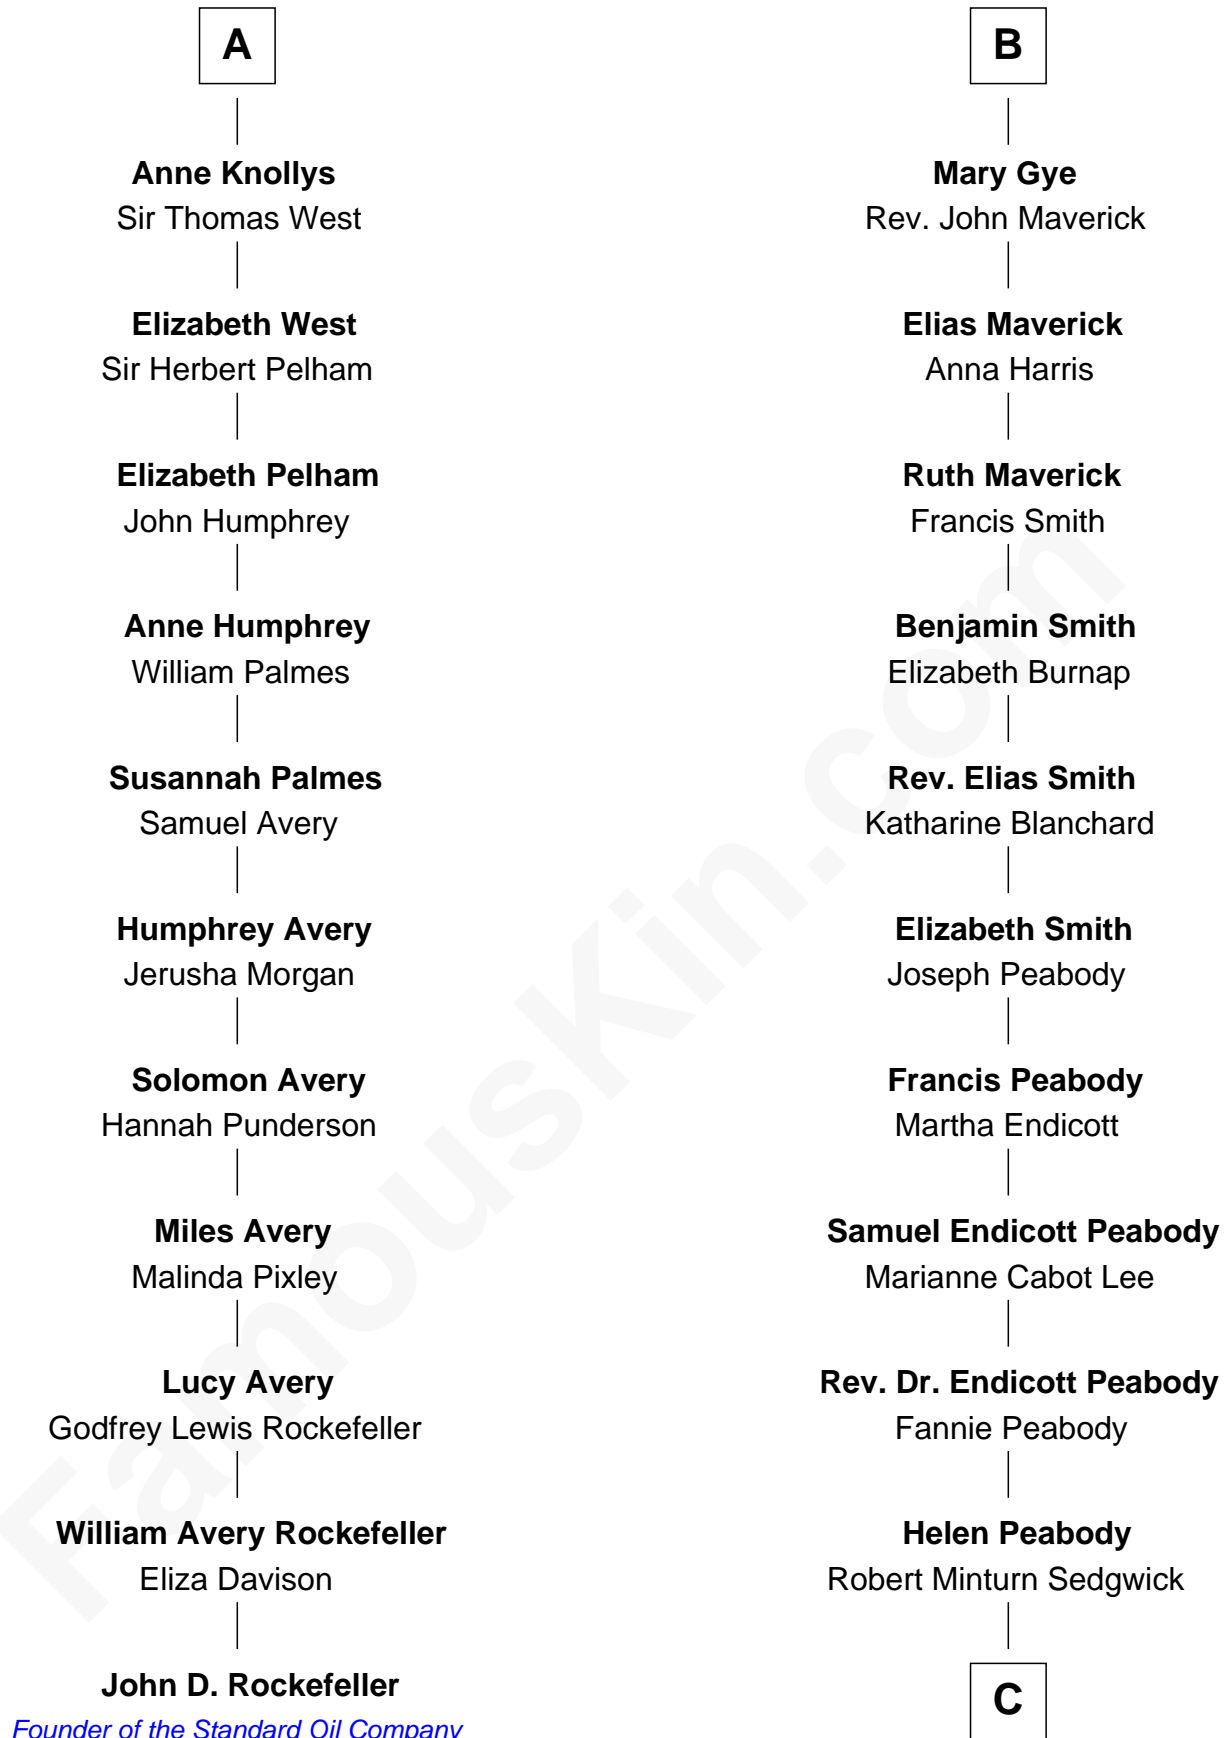 A
Anne Knollys
Sir Thomas West
Elizabeth West
Sir Herbert Pelham
Elizabeth Pelham
John Humphrey
Anne Humphrey
William Palmes
Susannah Palmes
Samuel Avery
Humphrey Avery
Jerusha Morgan
Solomon Avery
Hannah Punderson
Miles Avery
Malinda Pixley
Lucy Avery
Godfrey Lewis Rockefeller
William Avery Rockefeller
Eliza Davison
John D. Rockefeller
Founder of the Standard Oil Company
B
Mary Gye
Rev. John Maverick
Elias Maverick
Anna Harris
Ruth Maverick
Francis Smith
Benjamin Smith
Elizabeth Burnap
Rev. Elias Smith
Katharine Blanchard
Elizabeth Smith
Joseph Peabody
Francis Peabody
Martha Endicott
Samuel Endicott Peabody
Marianne Cabot Lee
Rev. Dr. Endicott Peabody
Fannie Peabody
Helen Peabody
Robert Minturn Sedgwick
C
FamousKin.com